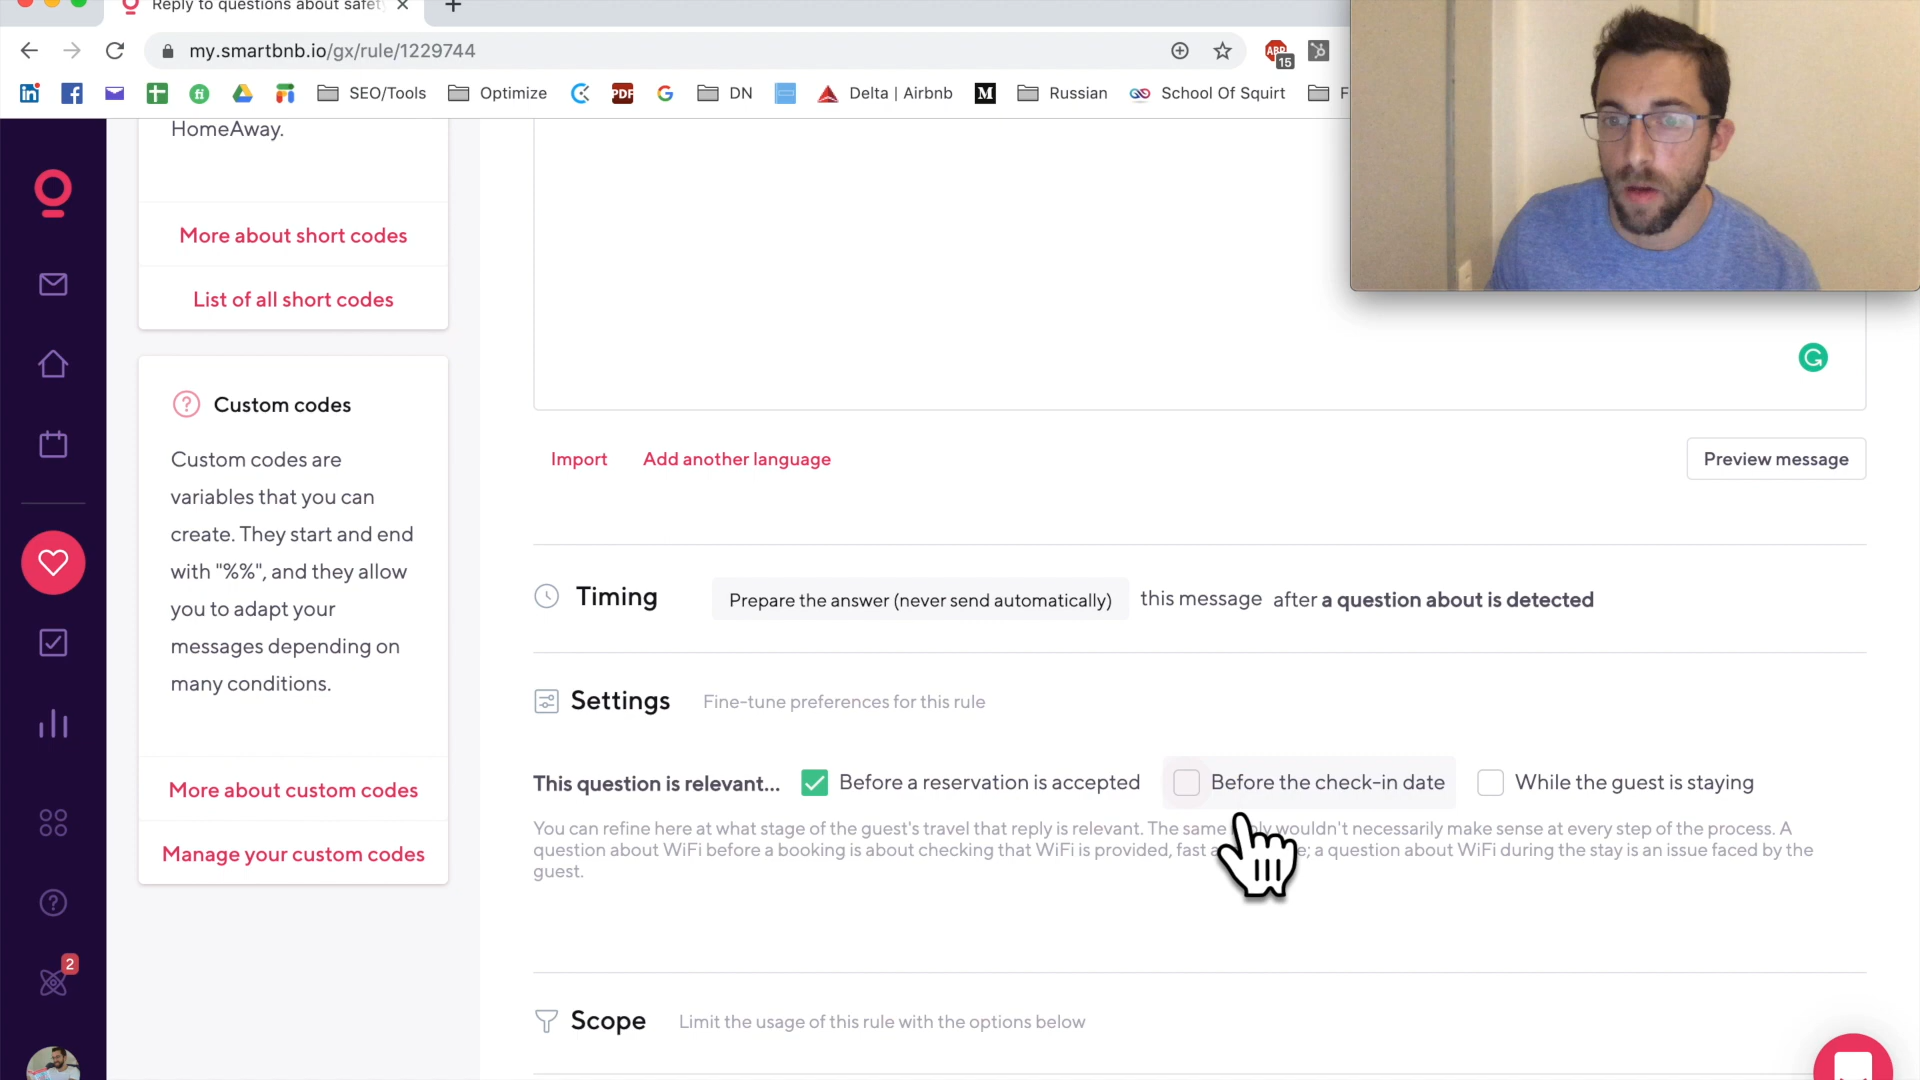 Reply to questions about safety
my.smartbnb.io/gx/rule/1229744
ABP
15
in
SEO/Tools
Optimize
PDF
DN
Delta | Airbnb
M
Russian
School Of Squirt
F
HomeAway.
More about short codes
List of all short codes
Custom codes
Custom codes are
variables that you can
create. They start and end
with "%%", and they allow
you to adapt your
messages depending on
many conditions.
More about custom codes
Manage your custom codes
2
Import
Add another language
Preview message
Timing
Prepare the answer (never send automatically)
this message after a question about is detected
Settings
Fine-tune preferences for this rule
This question is relevant...
Before a reservation is accepted
Before the check-in date
While the guest is staying
You can refine here at what stage of the guest's travel that reply is relevant. The same wouldn't necessarily make sense at every step of the process. A
question about WiFi before a booking is about checking that WiFi is provided, fast a question about WiFi during the stay is an issue faced by the
guest.
Scope
Limit the usage of this rule with the options below